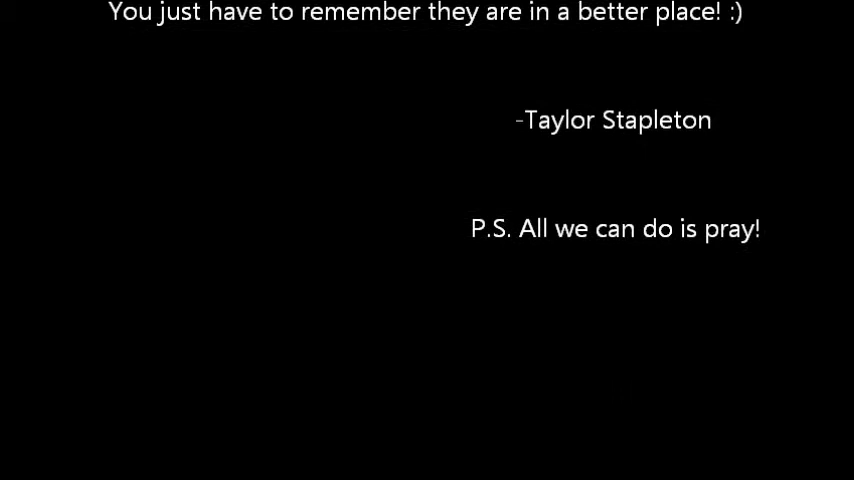 You just have to remember they are in a better place! :)
-Taylor Stapleton
P.S. All we can do is pray!